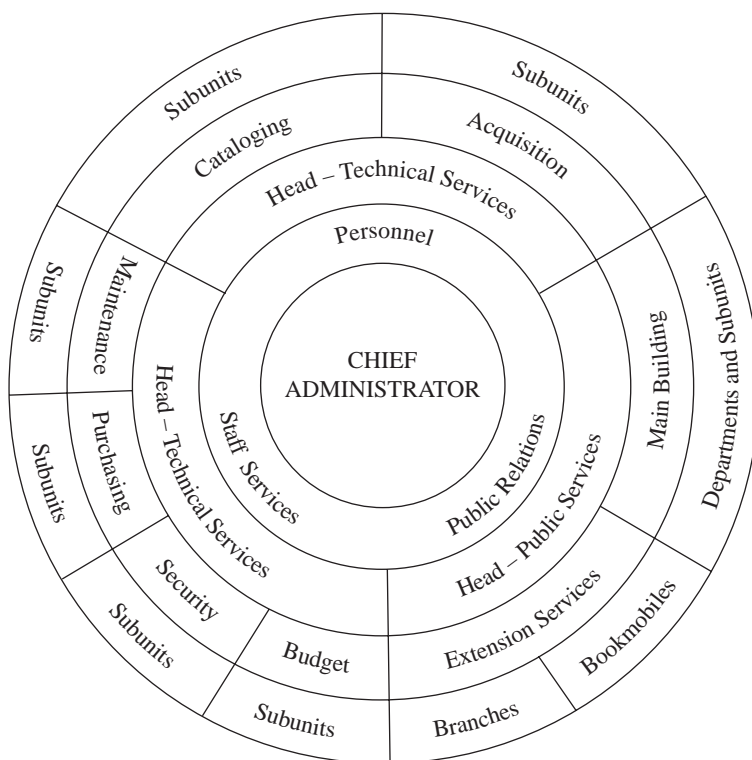 Subunits
Subunits
Cataloging
Acquisition
Head – Technical Services
Personnel
Subunits
Maintenance
CHIEF
ADMINISTRATOR
Main Building
Departments and Subunits
Head – Technical Services
Staff Services
Public Relations
Head – Public Services
Purchasing
Subunits
Security
Subunits
Budget
Subunits
Extension Services
Branches
Bookmobiles